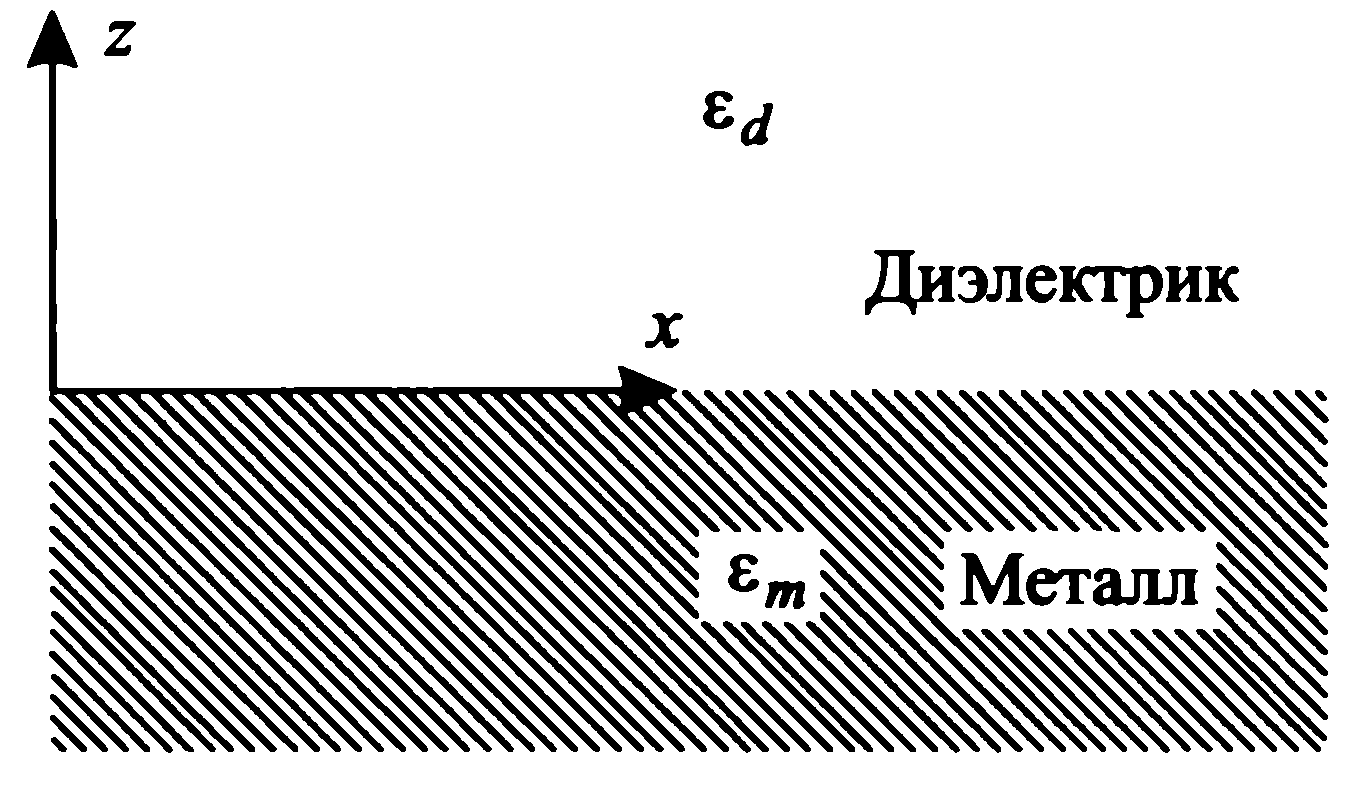 z
ε_d
Диэлектрик
x
ε_m Металл